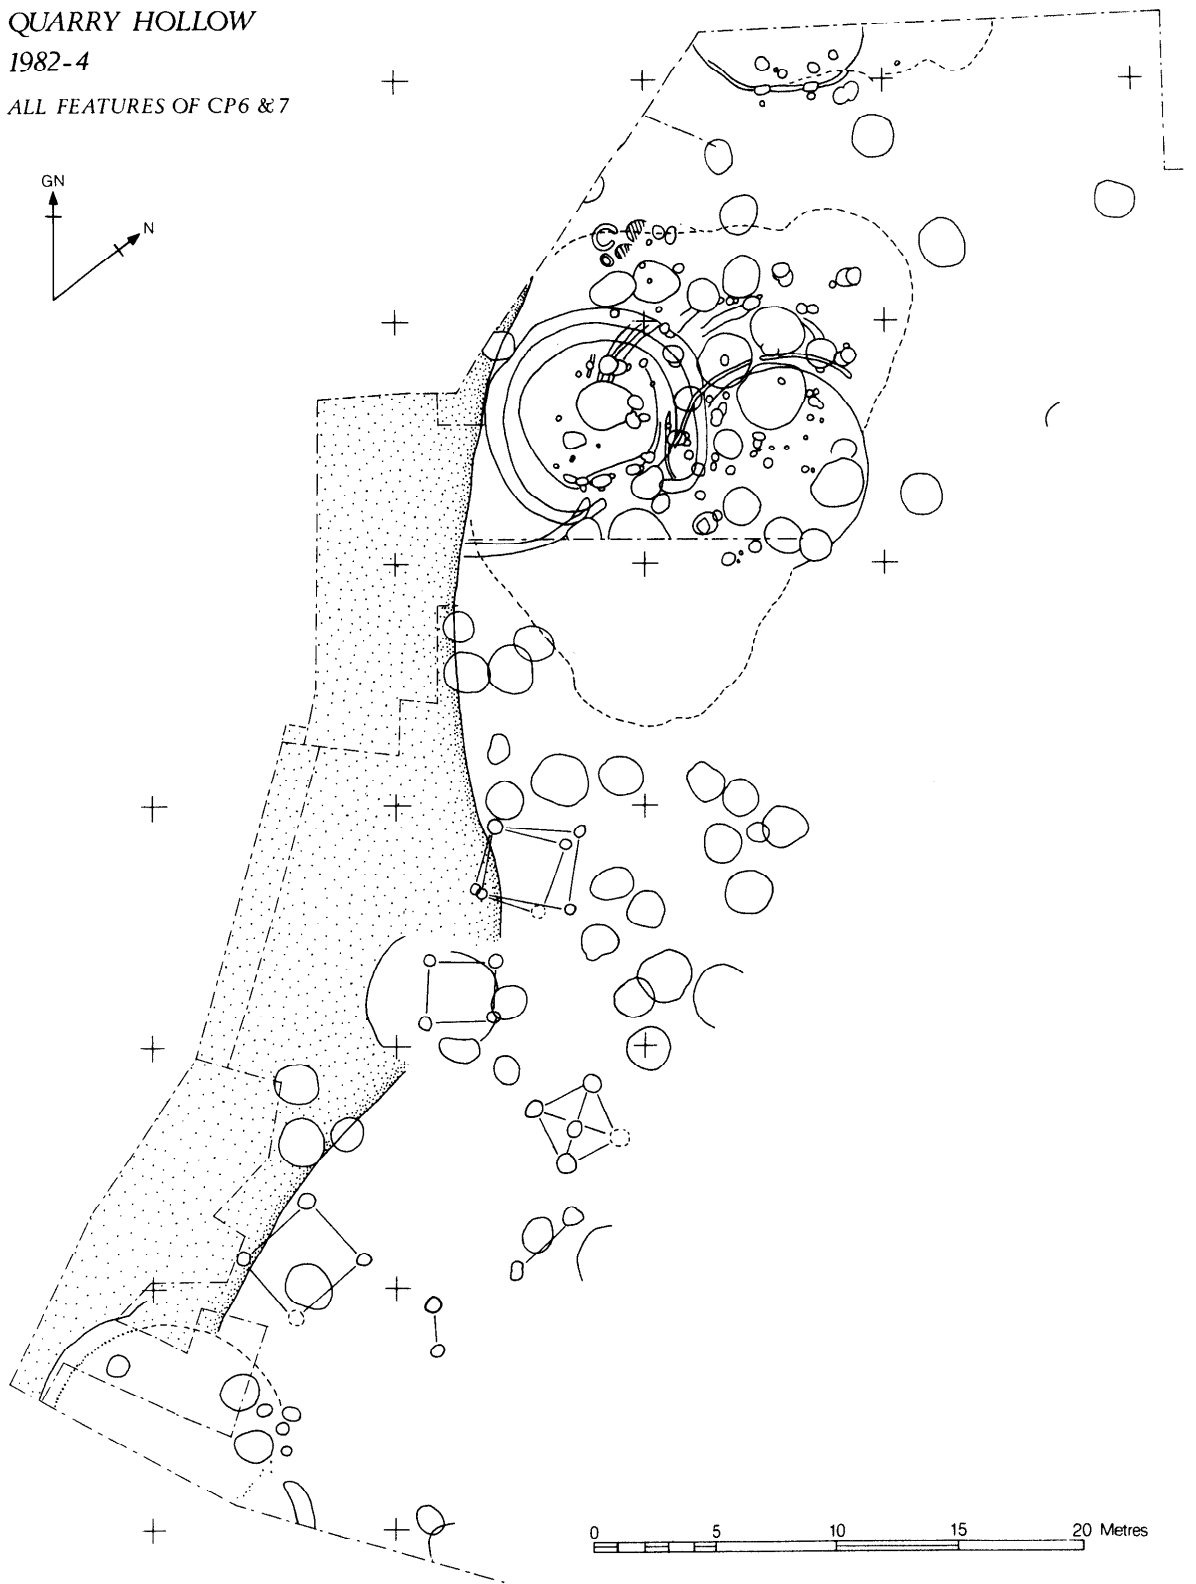 QUARRY HOLLOW
1982-4
ALL FEATURES OF CP6 & 7
GN
N
0 5 10 15 20 Metres